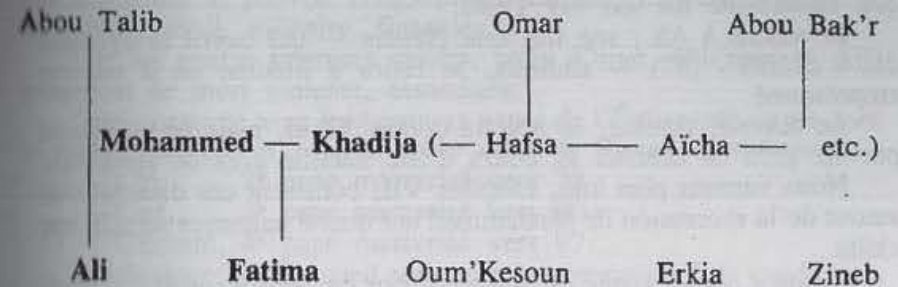 Abou Talib Omar Abou Bak'r
Mohammed — Khadija (— Hafsa — Aïcha — etc.)
Ali Fatima Oum'Kesoun Erkia Zineb